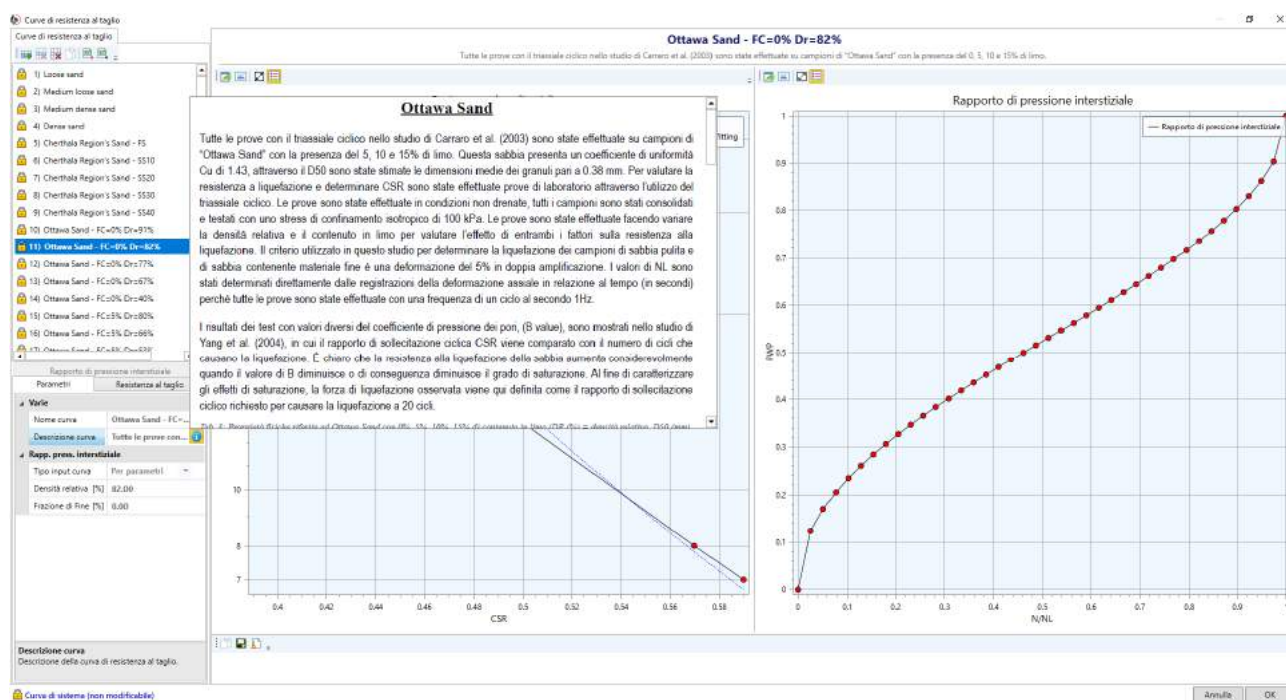 Curve di resistenza al taglio
Curve di resistenza al taglio
1) Loose sand
2) Medium loose sand
3) Medium dense sand
4) Dense sand
5) Cherthala Region's Sand - FS
6) Cherthala Region's Sand - SS10
7) Cherthala Region's Sand - SS20
8) Cherthala Region's Sand - SS30
9) Cherthala Region's Sand - SS40
10) Ottawa Sand - FC=0% Dr=91%
11) Ottawa Sand - FC=0% Dr=82%
12) Ottawa Sand - FC=0% Dr=77%
13) Ottawa Sand - FC=0% Dr=67%
14) Ottawa Sand - FC=0% Dr=40%
15) Ottawa Sand - FC=5% Dr=80%
16) Ottawa Sand - FC=5% Dr=66%
Rapporto di pressione interstiziale
Parametri Resistenza al taglio
Varie
Nome curva Ottawa Sand - FC=...
Descrizione curva Tutte le prove con...
Rapp. press. interstiziale
Tipo input curva Per parametri
Densità relativa [%] 82.00
Frazione di Fine [%] 0.00
Descrizione curva
Descrizione della curva di resistenza al taglio.
Curva di sistema (non modificabile)
Ottawa Sand - FC=0% Dr=82%
Tutte le prove con il triassiale ciclico nello studio di Carraro et al. (2003) sono state effettuate su campioni di "Ottawa Sand" con la presenza del 0, 5, 10 e 15% di limo.
Ottawa Sand
Tutte le prove con il triassiale ciclico nello studio di Carraro et al. (2003) sono state effettuate su campioni di
"Ottawa Sand" con la presenza del 5, 10 e 15% di limo. Questa sabbia presenta un coefficiente di uniformità
Cu di 1.43, attraverso il D50 sono state stimate le dimensioni medie dei granuli pari a 0.38 mm. Per valutare la
resistenza a liquefazione e determinare CSR sono state effettuate prove di laboratorio attraverso l'utilizzo del
triassiale ciclico. Le prove sono state effettuate in condizioni non drenate, tutti i campioni sono stati consolidati
e testati con uno stress di confinamento isotropico di 100 kPa. Le prove sono state effettuate facendo variare
la densità relativa e il contenuto in limo per valutare l'effetto di entrambi i fattori sulla resistenza alla
liquefazione. Il criterio utilizzato in questo studio per determinare la liquefazione dei campioni di sabbia pulita e
di sabbia contenente materiale fine è una deformazione del 5% in doppia amplificazione. I valori di NL sono
stati determinati direttamente dalle registrazioni della deformazione assiale in relazione al tempo (in secondi)
perchè tutte le prove sono state effettuate con una frequenza di un ciclo al secondo 1Hz.
I risultati dei test con valori diversi del coefficiente di pressione dei pori, (B value), sono mostrati nello studio di
Yang et al. (2004), in cui il rapporto di sollecitazione ciclica CSR viene comparato con il numero di cicli che
causano la liquefazione. É chiaro che la resistenza alla liquefazione della sabbia aumenta considerevolmente
quando il valore di B diminuisce o di conseguenza diminuisce il grado di saturazione. Al fine di caratterizzare
gli effetti di saturazione, la forza di liquefazione osservata viene qui definita come il rapporto di sollecitazione
ciclico richiesto per causare la liquefazione a 20 cicli.
fitting
10
8
7
0.4 0.42 0.44 0.46 0.48 0.5 0.52 0.54 0.56 0.58
CSR
Rapporto di pressione interstiziale
Rapporto di pressione interstiziale
1
0.9
0.8
0.7
0.6
0.5
0.4
0.3
0.2
0.1
0
PWP
0 0.1 0.2 0.3 0.4 0.5 0.6 0.7 0.8 0.9
N/NL
Annulla OK